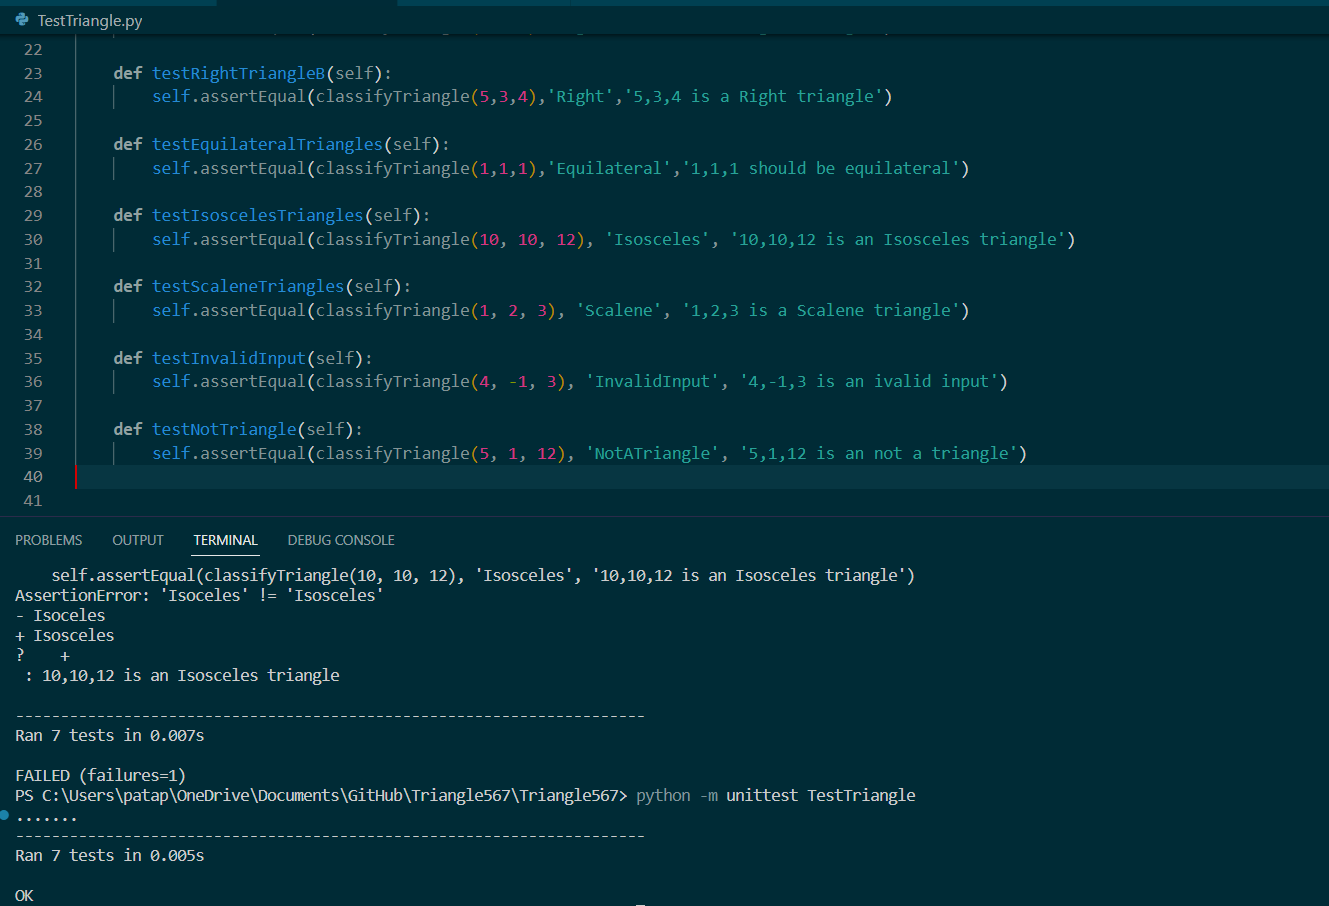 TestTriangle.py
22
23 def testRightTriangleB(self):
24 self.assertEqual(classifyTriangle(5,3,4),'Right','5,3,4 is a Right triangle')
25
26 def testEquilateralTriangles(self):
27 self.assertEqual(classifyTriangle(1,1,1),'Equilateral','1,1,1 should be equilateral')
28
29 def testIsoscelesTriangles(self):
30 self.assertEqual(classifyTriangle(10, 10, 12), 'Isosceles', '10,10,12 is an Isosceles triangle')
31
32 def testScaleneTriangles(self):
33 self.assertEqual(classifyTriangle(1, 2, 3), 'Scalene', '1,2,3 is a Scalene triangle')
34
35 def testInvalidInput(self):
36 self.assertEqual(classifyTriangle(4, -1, 3), 'InvalidInput', '4,-1,3 is an ivalid input')
37
38 def testNotTriangle(self):
39 self.assertEqual(classifyTriangle(5, 1, 12), 'NotATriangle', '5,1,12 is an not a triangle')
40
41
PROBLEMS OUTPUT TERMINAL DEBUG CONSOLE
self.assertEqual(classifyTriangle(10, 10, 12), 'Isosceles', '10,10,12 is an Isosceles triangle')
AssertionError: 'Isoceles' != 'Isosceles'
- Isoceles
+ Isosceles
? +
: 10,10,12 is an Isosceles triangle
----------------------------------------------------------------------
Ran 7 tests in 0.007s
FAILED (failures=1)
PS C:\Users\patap\OneDrive\Documents\GitHub\Triangle567\Triangle567> python -m unittest TestTriangle
.......
----------------------------------------------------------------------
Ran 7 tests in 0.005s
OK